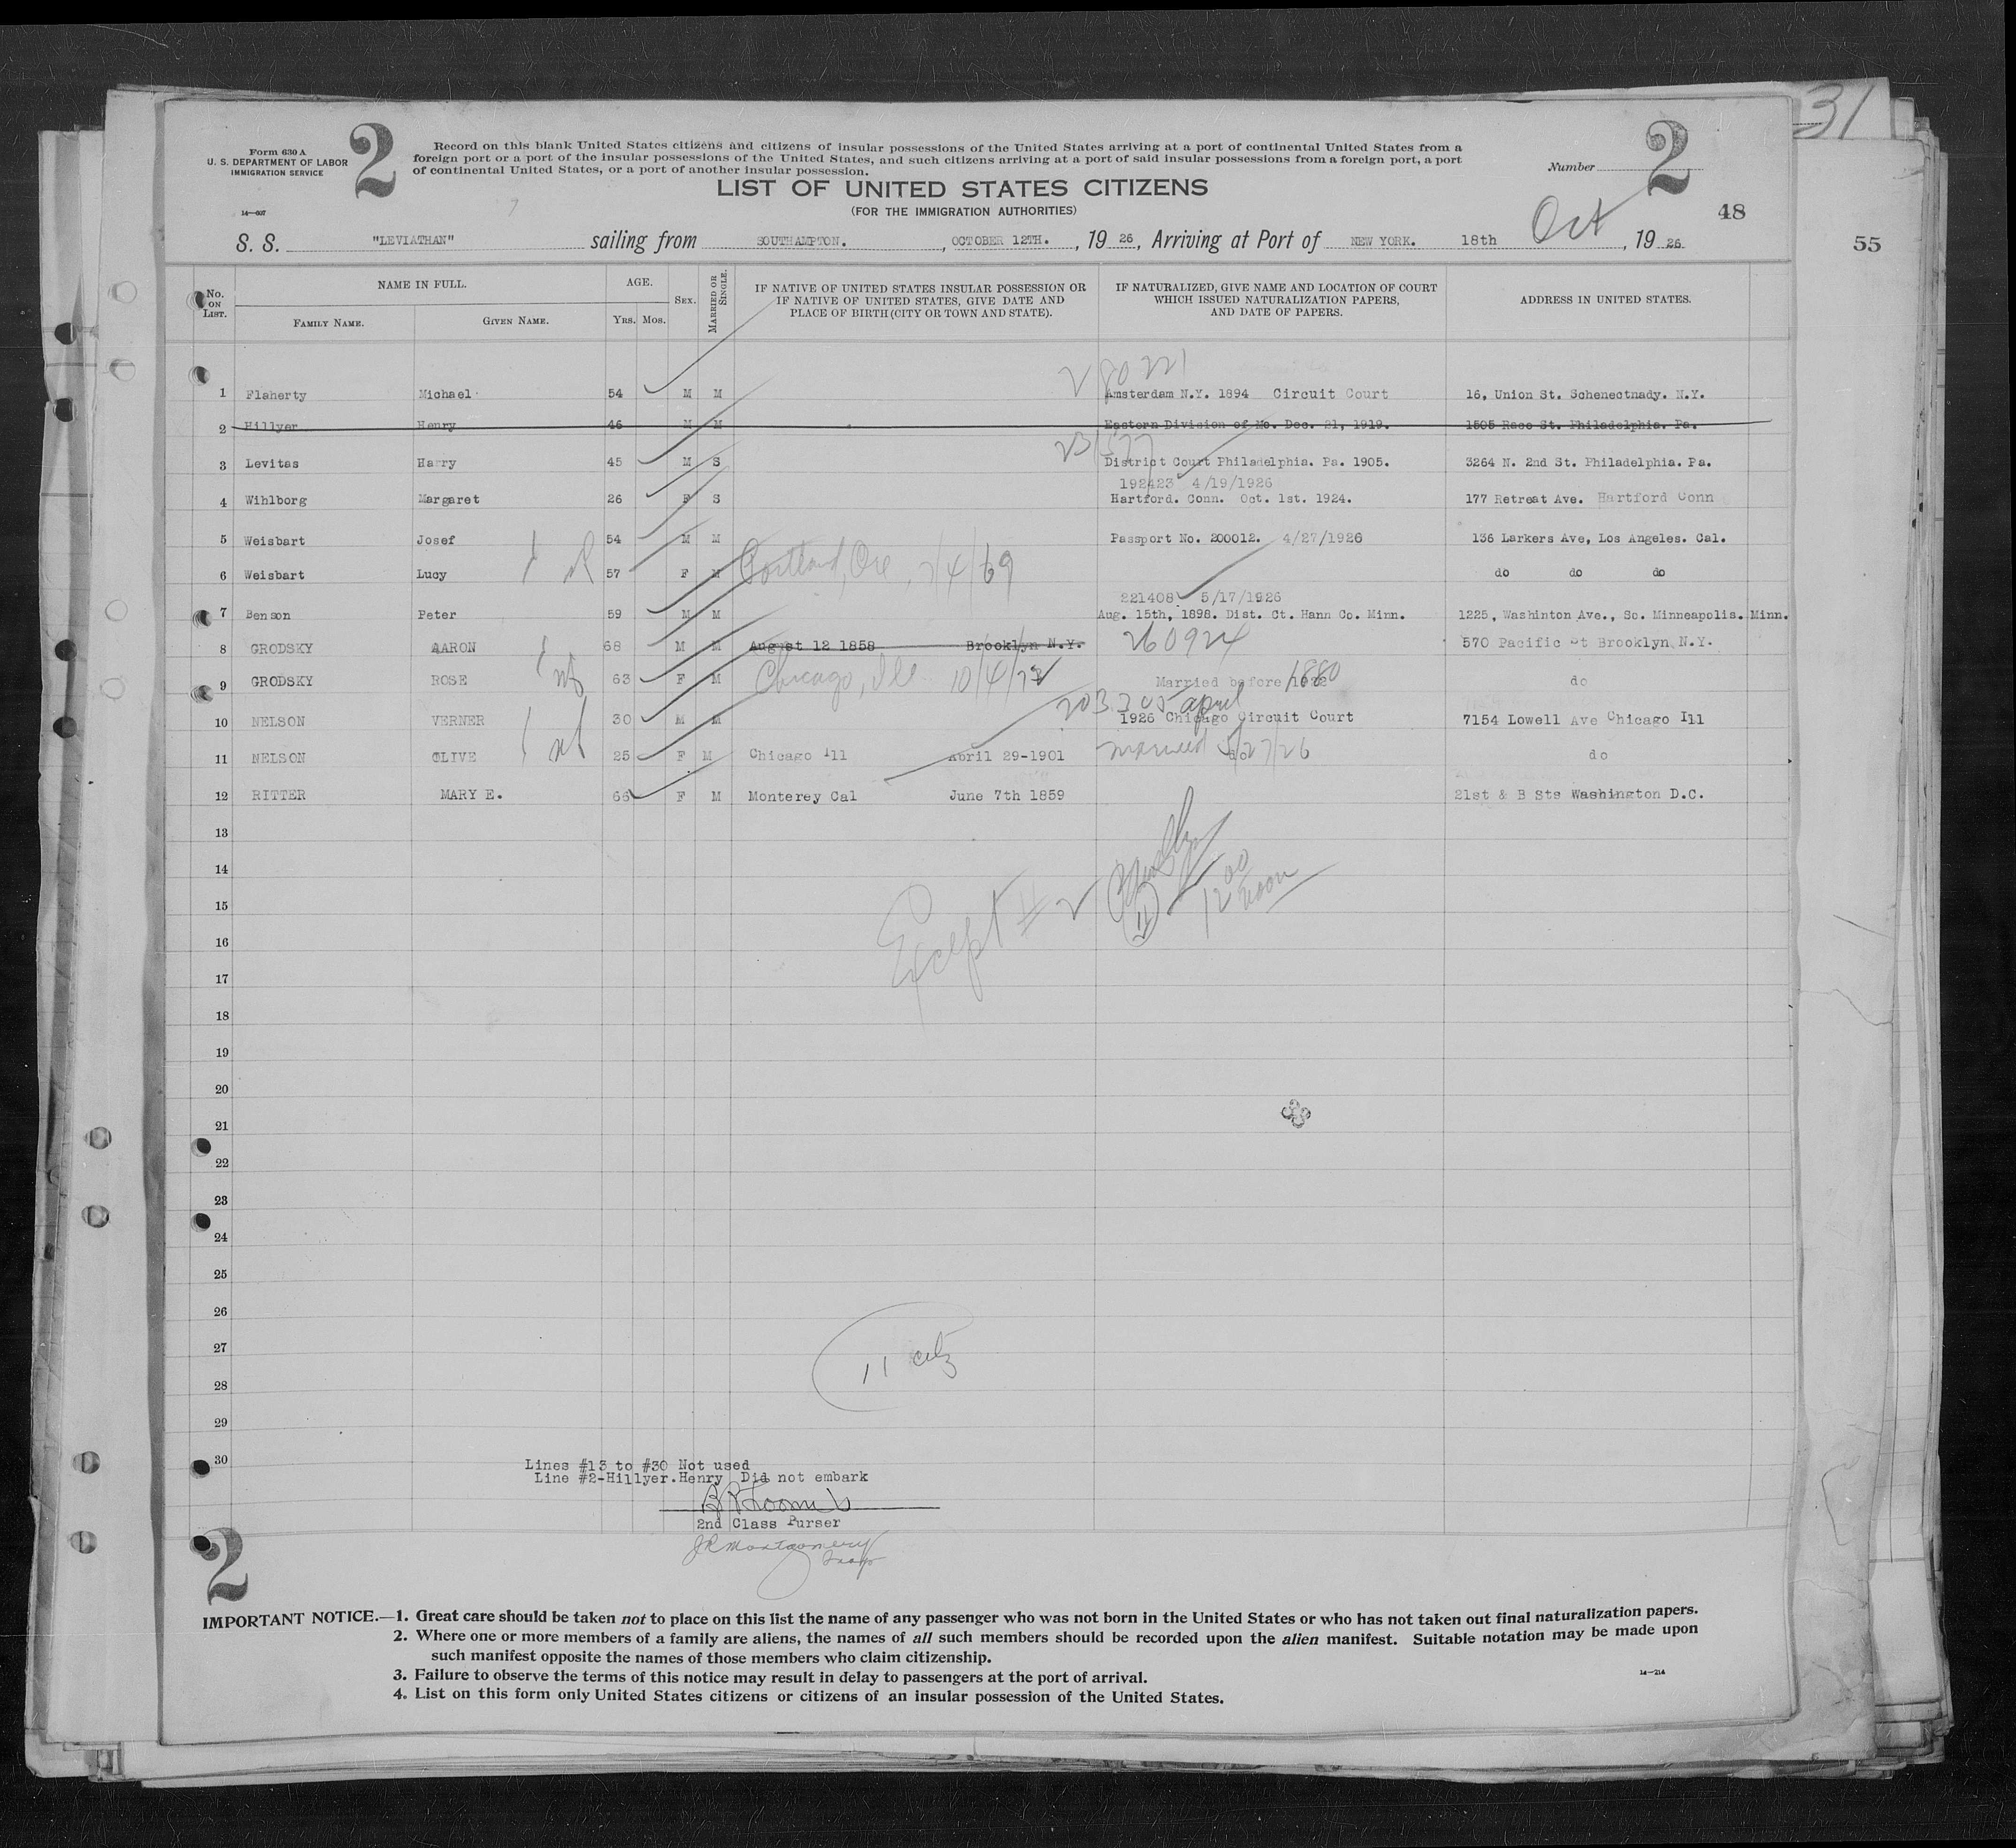 31
Form 630 A
U. S. DEPARTMENT OF LABOR
IMMIGRATION SERVICE
14—607
2
Record on this blank United States citizens and citizens of insular possessions of the United States arriving at a port of continental United States from a
foreign port or a port of the insular possessions of the United States, and such citizens arriving at a port of said insular possessions from a foreign port, a port
of continental United States, or a port of another insular possession.
Number 2
LIST OF UNITED STATES CITIZENS
(FOR THE IMMIGRATION AUTHORITIES)
48
55
S. S. "LEVIATHAN" sailing from SOUTHAMPTON. , OCTOBER 12TH. , 19 26 , Arriving at Port of NEW YORK. 18th Oct , 19 26
No. ON LIST.
NAME IN FULL.
FAMILY NAME. GIVEN NAME.
AGE.
YRS. MOS.
SEX.
MARRIED OR SINGLE.
IF NATIVE OF UNITED STATES INSULAR POSSESSION OR
IF NATIVE OF UNITED STATES, GIVE DATE AND
PLACE OF BIRTH (CITY OR TOWN AND STATE).
IF NATURALIZED, GIVE NAME AND LOCATION OF COURT
WHICH ISSUED NATURALIZATION PAPERS,
AND DATE OF PAPERS.
ADDRESS IN UNITED STATES.
280221
1 Flaherty Michael 54 M M Amsterdam N.Y. 1894 Circuit Court 16, Union St. Schenectnady. N.Y.
2 Hillyer Henry 46 M M Eastern Division of Mo. Dec. 21, 1919. 1505 Race St. Philadelphia. Pa.
3 Levitas Harry 45 M S District Court Philadelphia. Pa. 1905. 3264 N. 2nd St. Philadelphia. Pa.
192423 4/19/1926
4 Wihlborg Margaret 26 F S Hartford. Conn. Oct. 1st. 1924. 177 Retreat Ave. Hartford Conn
5 Weisbart Josef 54 M M Passport No. 200012. 4/27/1926 136 Larkers Ave, Los Angeles. Cal.
6 Weisbart Lucy 57 F M Portland, Ore, 7/4/69 do do do
221408 5/17/1926
7 Benson Peter 59 M M Aug. 15th, 1898. Dist. Ct. Hann Co. Minn. 1225, Washinton Ave., So. Minneapolis. Minn.
8 GRODSKY AARON 68 M M August 12 1858 Brooklyn N.Y. 260924 570 Pacific St Brooklyn N.Y.
9 GRODSKY ROSE 63 F M Chicago, Ill. 10/4/ Married before 1880 do
203205 april
10 NELSON VERNER 30 M M 1926 Chicago Circuit Court 7154 Lowell Ave Chicago Ill
11 NELSON OLIVE 25 F M Chicago Ill April 29-1901 married 5/27/26 do
12 RITTER MARY E. 66 F M Monterey Cal June 7th 1859 21st & B Sts Washington D.C.
13
14
15
Except # 2
12 00 noon
11
16
17
18
19
20
21
22
23
24
25
26
27
11 citz
28
29
30
Lines #13 to #30 Not used
Line #2-Hillyer.Henry Did not embark
2nd Class Purser
J R Montgomery
Insp
2
IMPORTANT NOTICE.—1. Great care should be taken not to place on this list the name of any passenger who was not born in the United States or who has not taken out final naturalization papers.
2. Where one or more members of a family are aliens, the names of all such members should be recorded upon the alien manifest. Suitable notation may be made upon
such manifest opposite the names of those members who claim citizenship.
3. Failure to observe the terms of this notice may result in delay to passengers at the port of arrival.
4. List on this form only United States citizens or citizens of an insular possession of the United States.
14—214